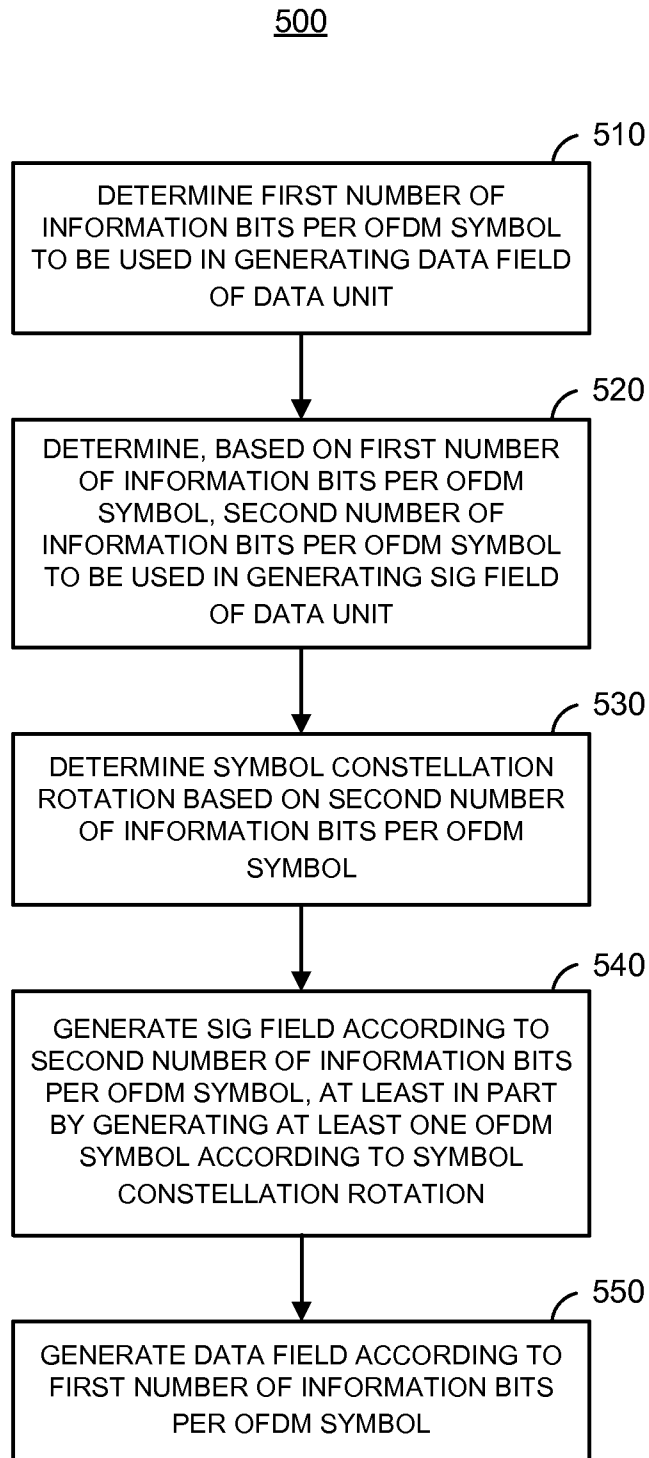 500
510
DETERMINE FIRST NUMBER OF
INFORMATION BITS PER OFDM SYMBOL
TO BE USED IN GENERATING DATA FIELD
OF DATA UNIT
520
DETERMINE, BASED ON FIRST NUMBER
OF INFORMATION BITS PER OFDM
SYMBOL, SECOND NUMBER OF
INFORMATION BITS PER OFDM SYMBOL
TO BE USED IN GENERATING SIG FIELD
OF DATA UNIT
530
DETERMINE SYMBOL CONSTELLATION
ROTATION BASED ON SECOND NUMBER
OF INFORMATION BITS PER OFDM
SYMBOL
540
GENERATE SIG FIELD ACCORDING TO
SECOND NUMBER OF INFORMATION BITS
PER OFDM SYMBOL, AT LEAST IN PART
BY GENERATING AT LEAST ONE OFDM
SYMBOL ACCORDING TO SYMBOL
CONSTELLATION ROTATION
550
GENERATE DATA FIELD ACCORDING TO
FIRST NUMBER OF INFORMATION BITS
PER OFDM SYMBOL